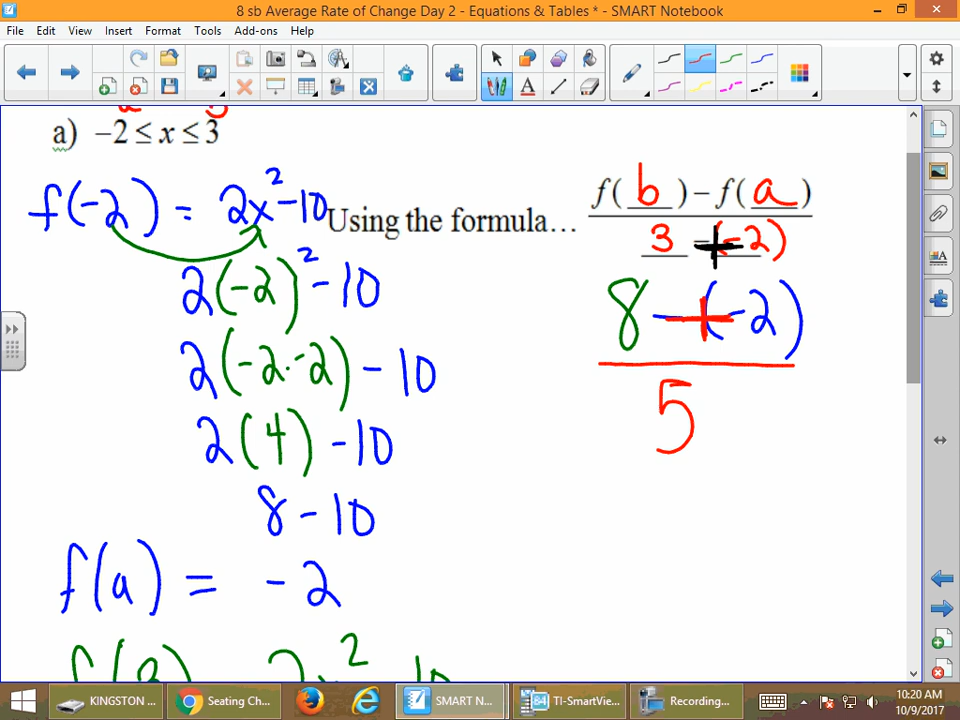 8 sb Average Rate of Change Day 2 - Equations & Tables * - SMART Notebook
File Edit View Insert Format Tools Add-ons Help
a) -2 ≤ x ≤ 3
f(-2) = 2x² - 10
Using the formula…
f( b ) - f( a )
3 - (-2)
2(-2)² - 10
8 - (-2)
5
2(-2·-2) - 10
2(4) - 10
8 - 10
f(a) = -2
KINGSTON ...
Seating Ch...
SMART N...
TI-SmartVie...
Recording...
10:20 AM
10/9/2017